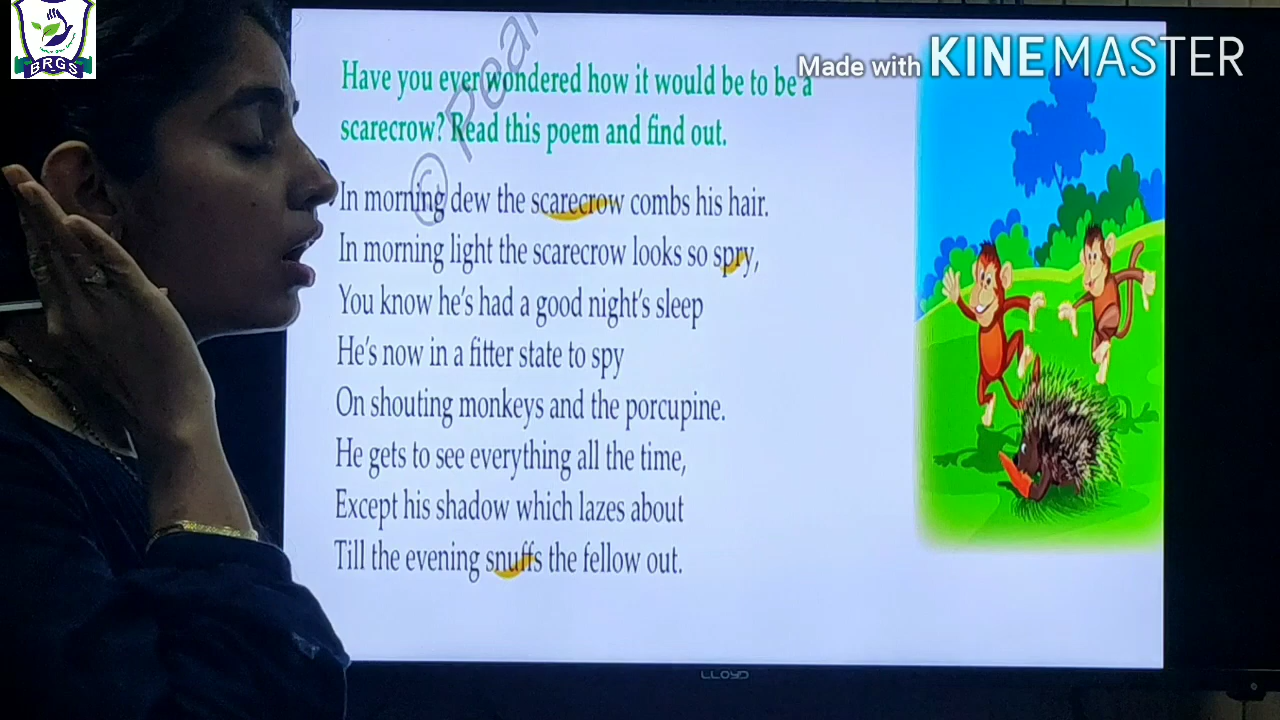 BRGS
Made with KINEMASTER
© Pear
Have you ever wondered how it would be to be a
scarecrow? Read this poem and find out.
In morning dew the scarecrow combs his hair.
In morning light the scarecrow looks so spry,
You know he's had a good night's sleep
He's now in a fitter state to spy
On shouting monkeys and the porcupine.
He gets to see everything all the time,
Except his shadow which lazes about
Till the evening snuffs the fellow out.
LLOYD